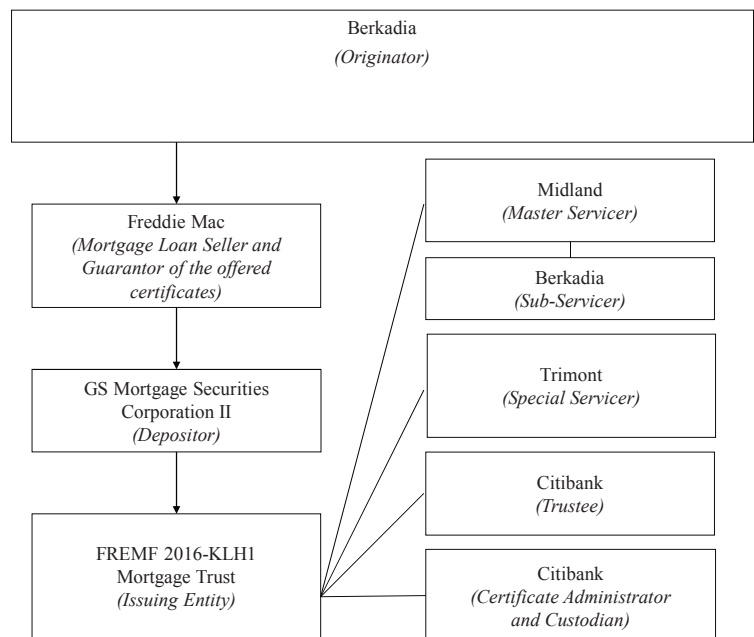 Berkadia
(Originator)
Freddie Mac
(Mortgage Loan Seller and
Guarantor of the offered
certificates)
GS Mortgage Securities
Corporation II
(Depositor)
FREMF 2016-KLH1
Mortgage Trust
(Issuing Entity)
Midland
(Master Servicer)
Berkadia
(Sub-Servicer)
Trimont
(Special Servicer)
Citibank
(Trustee)
Citibank
(Certificate Administrator
and Custodian)